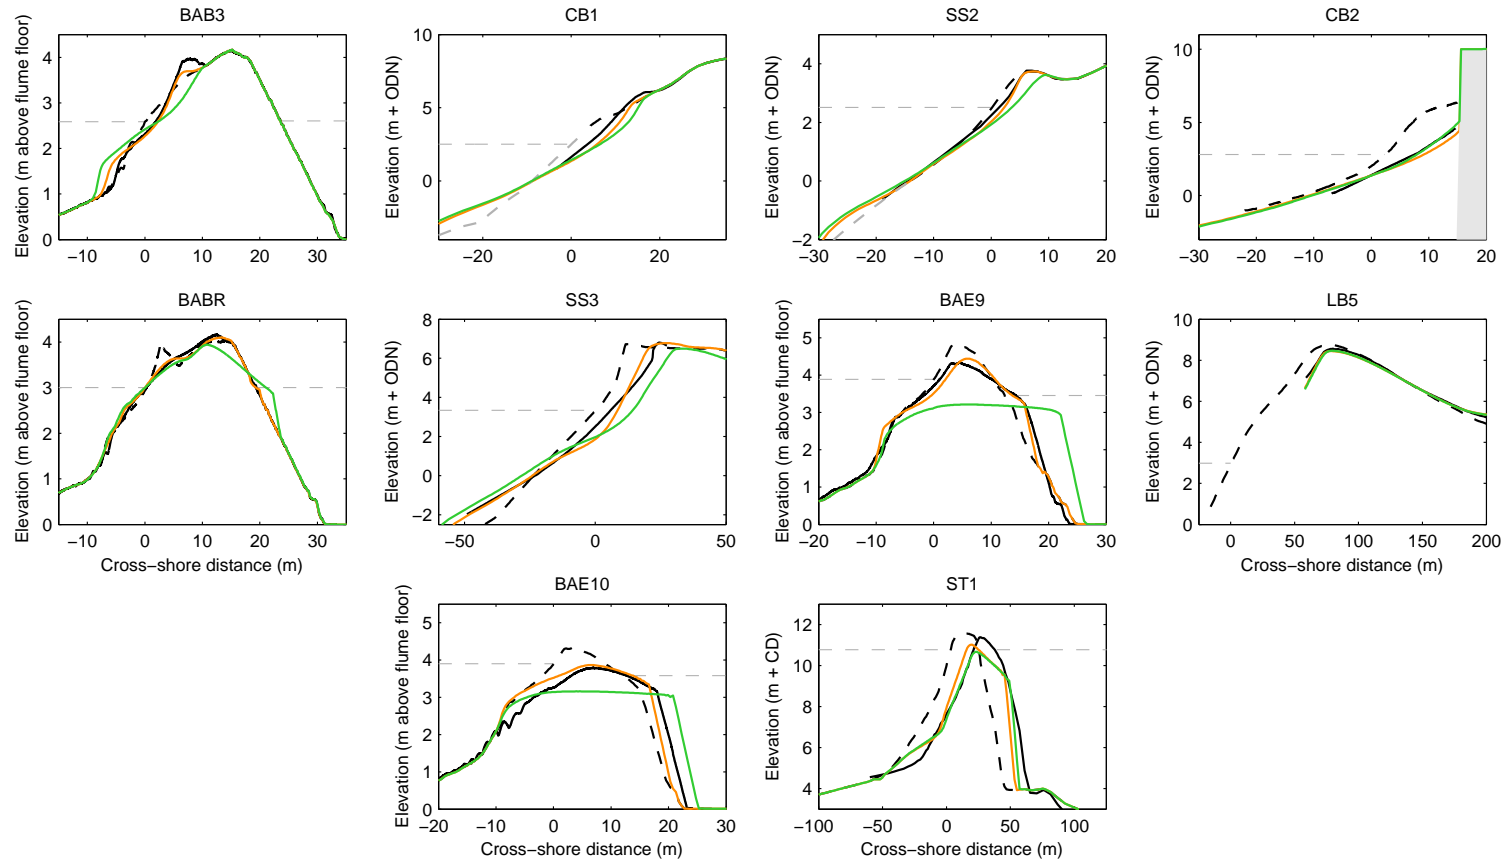 BAB3
CB1
SS2
CB2
Elevation (m above flume floor)
4
3
2
1
0
−10 0 10 20 30
Elevation (m + ODN)
10
5
0
−20 0 20
Elevation (m + ODN)
4
2
0
−2
−30 −20 −10 0 10 20
Elevation (m + ODN)
10
5
0
−30 −20 −10 0 10 20
BABR
SS3
BAE9
LB5
Elevation (m above flume floor)
4
3
2
1
0
−10 0 10 20 30
Cross−shore distance (m)
Elevation (m + ODN)
8
6
4
2
0
−2
−50 0 50
Elevation (m above flume floor)
5
4
3
2
1
0
−20 −10 0 10 20 30
Elevation (m + ODN)
10
8
6
4
2
0
0 50 100 150 200
Cross−shore distance (m)
BAE10
ST1
Elevation (m above flume floor)
5
4
3
2
1
0
−20 −10 0 10 20 30
Cross−shore distance (m)
Elevation (m + CD)
12
10
8
6
4
−100 −50 0 50 100
Cross−shore distance (m)